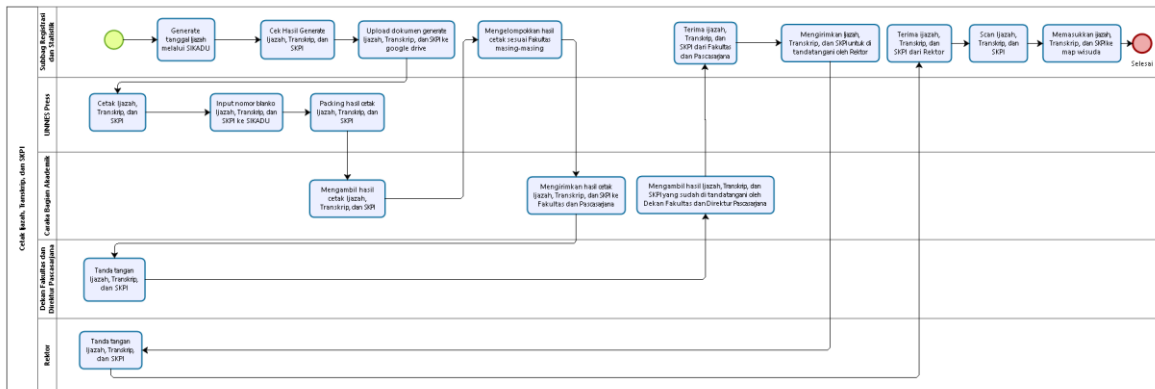 Cetak Ijazah, Transkrip, dan SKPI
Subbag Registrasi
dan Statistik
Generate
tanggal Ijazah
melalui SIKADU
Cek Hasil Generate
Ijazah, Transkrip, dan
SKPI
Upload dokumen generate
Ijazah, Transkrip, dan SKPI ke
google drive
Mengelompokkan hasil
cetak sesuai Fakultas
masing-masing
Terima Ijazah,
Transkrip, dan
SKPI dari Fakultas
dan Pascasarjana
Mengirimkan Ijazah,
Transkrip, dan SKPI untuk di
tandatangani oleh Rektor
Terima Ijazah,
Transkrip, dan
SKPI dari Rektor
Scan Ijazah,
Transkrip, dan
SKPI
Memasukkan Ijazah,
Transkrip, dan SKPI ke
map wisuda
Selesai
UNNES Press
Cetak Ijazah,
Transkrip, dan
SKPI
Input nomor blanko
Ijazah, Transkrip, dan
SKPI ke SIKADU
Packing hasil cetak
Ijazah, Transkrip, dan
SKPI
Caraka Bagian Akademik
Mengambil hasil
cetak Ijazah,
Transkrip, dan SKPI
Mengirimkan hasil cetak
Ijazah, Transkrip, dan SKPI ke
Fakultas dan Pascasarjana
Mengambil hasil Ijazah, Transkrip, dan
SKPI yang sudah di tandatangani oleh
Dekan Fakultas dan Direktur Pascasarjana
Dekan Fakultas dan
Direktur Pascasarjana
Tanda tangan
Ijazah, Transkrip,
dan SKPI
Rektor
Tanda tangan
Ijazah, Transkrip,
dan SKPI